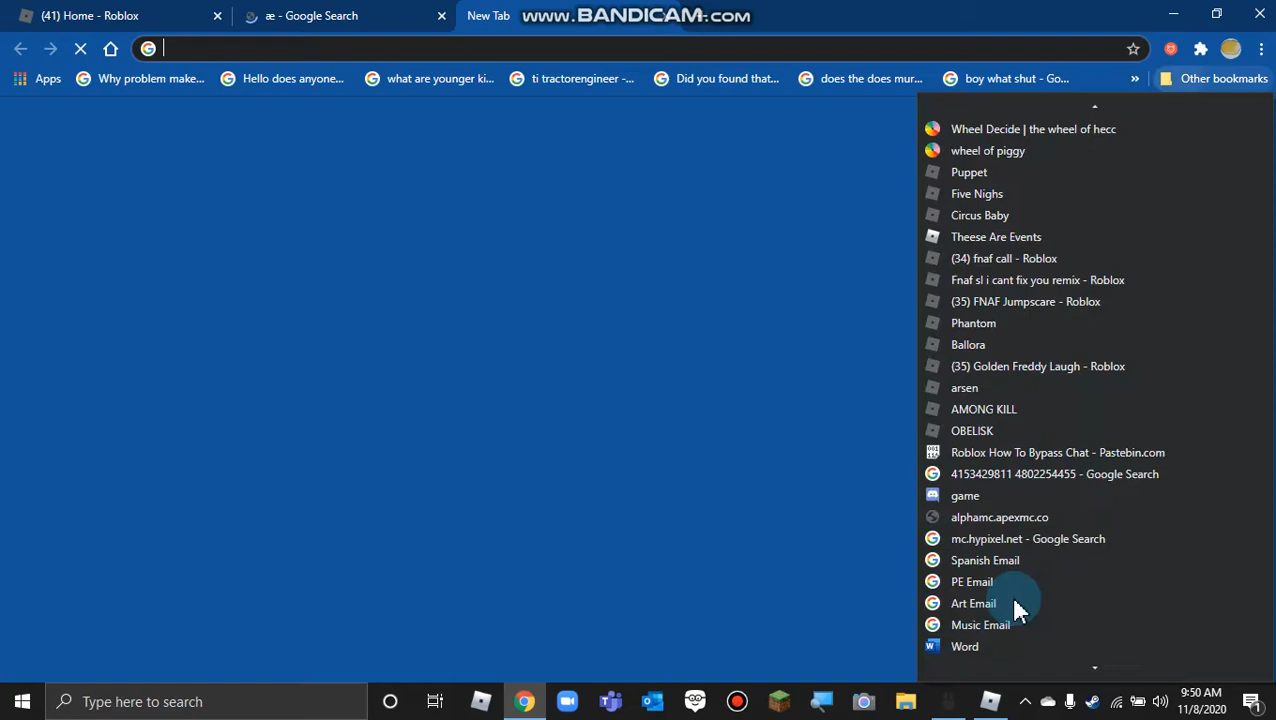 (41) Home - Roblox
æ - Google Search
New Tab
www.BANDICAM.com
Apps
Why problem make...
Hello does anyone...
what are younger ki...
ti tractorengineer -...
Did you found that...
does the does mur...
boy what shut - Go...
»
Other bookmarks
Wheel Decide | the wheel of hecc
wheel of piggy
Puppet
Five Nighs
Circus Baby
Theese Are Events
(34) fnaf call - Roblox
Fnaf sl i cant fix you remix - Roblox
(35) FNAF Jumpscare - Roblox
Phantom
Ballora
(35) Golden Freddy Laugh - Roblox
arsen
AMONG KILL
OBELISK
Roblox How To Bypass Chat - Pastebin.com
4153429811 4802254455 - Google Search
game
alphamc.apexmc.co
mc.hypixel.net - Google Search
Spanish Email
PE Email
Art Email
Music Email
Word
Type here to search
9:50 AM
11/8/2020
1